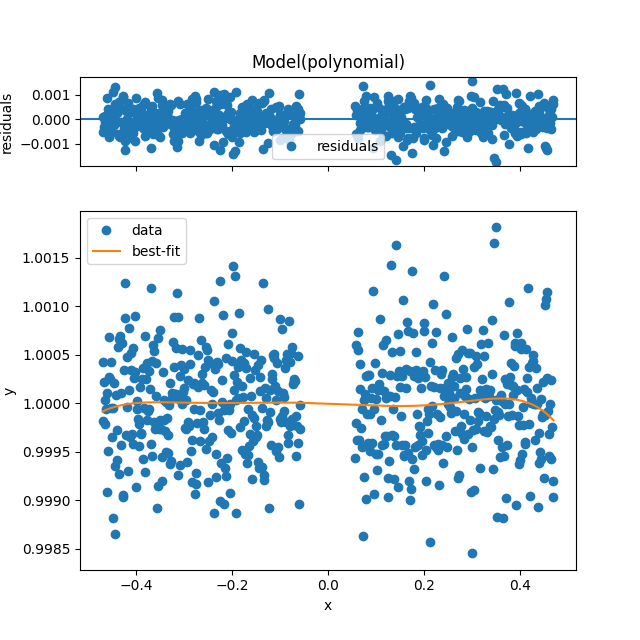 Model(polynomial)
residuals
0.001
0.000
−0.001
residuals
y
1.0015
1.0010
1.0005
1.0000
0.9995
0.9990
0.9985
data
best-fit
−0.4
−0.2
0.0
0.2
0.4
x